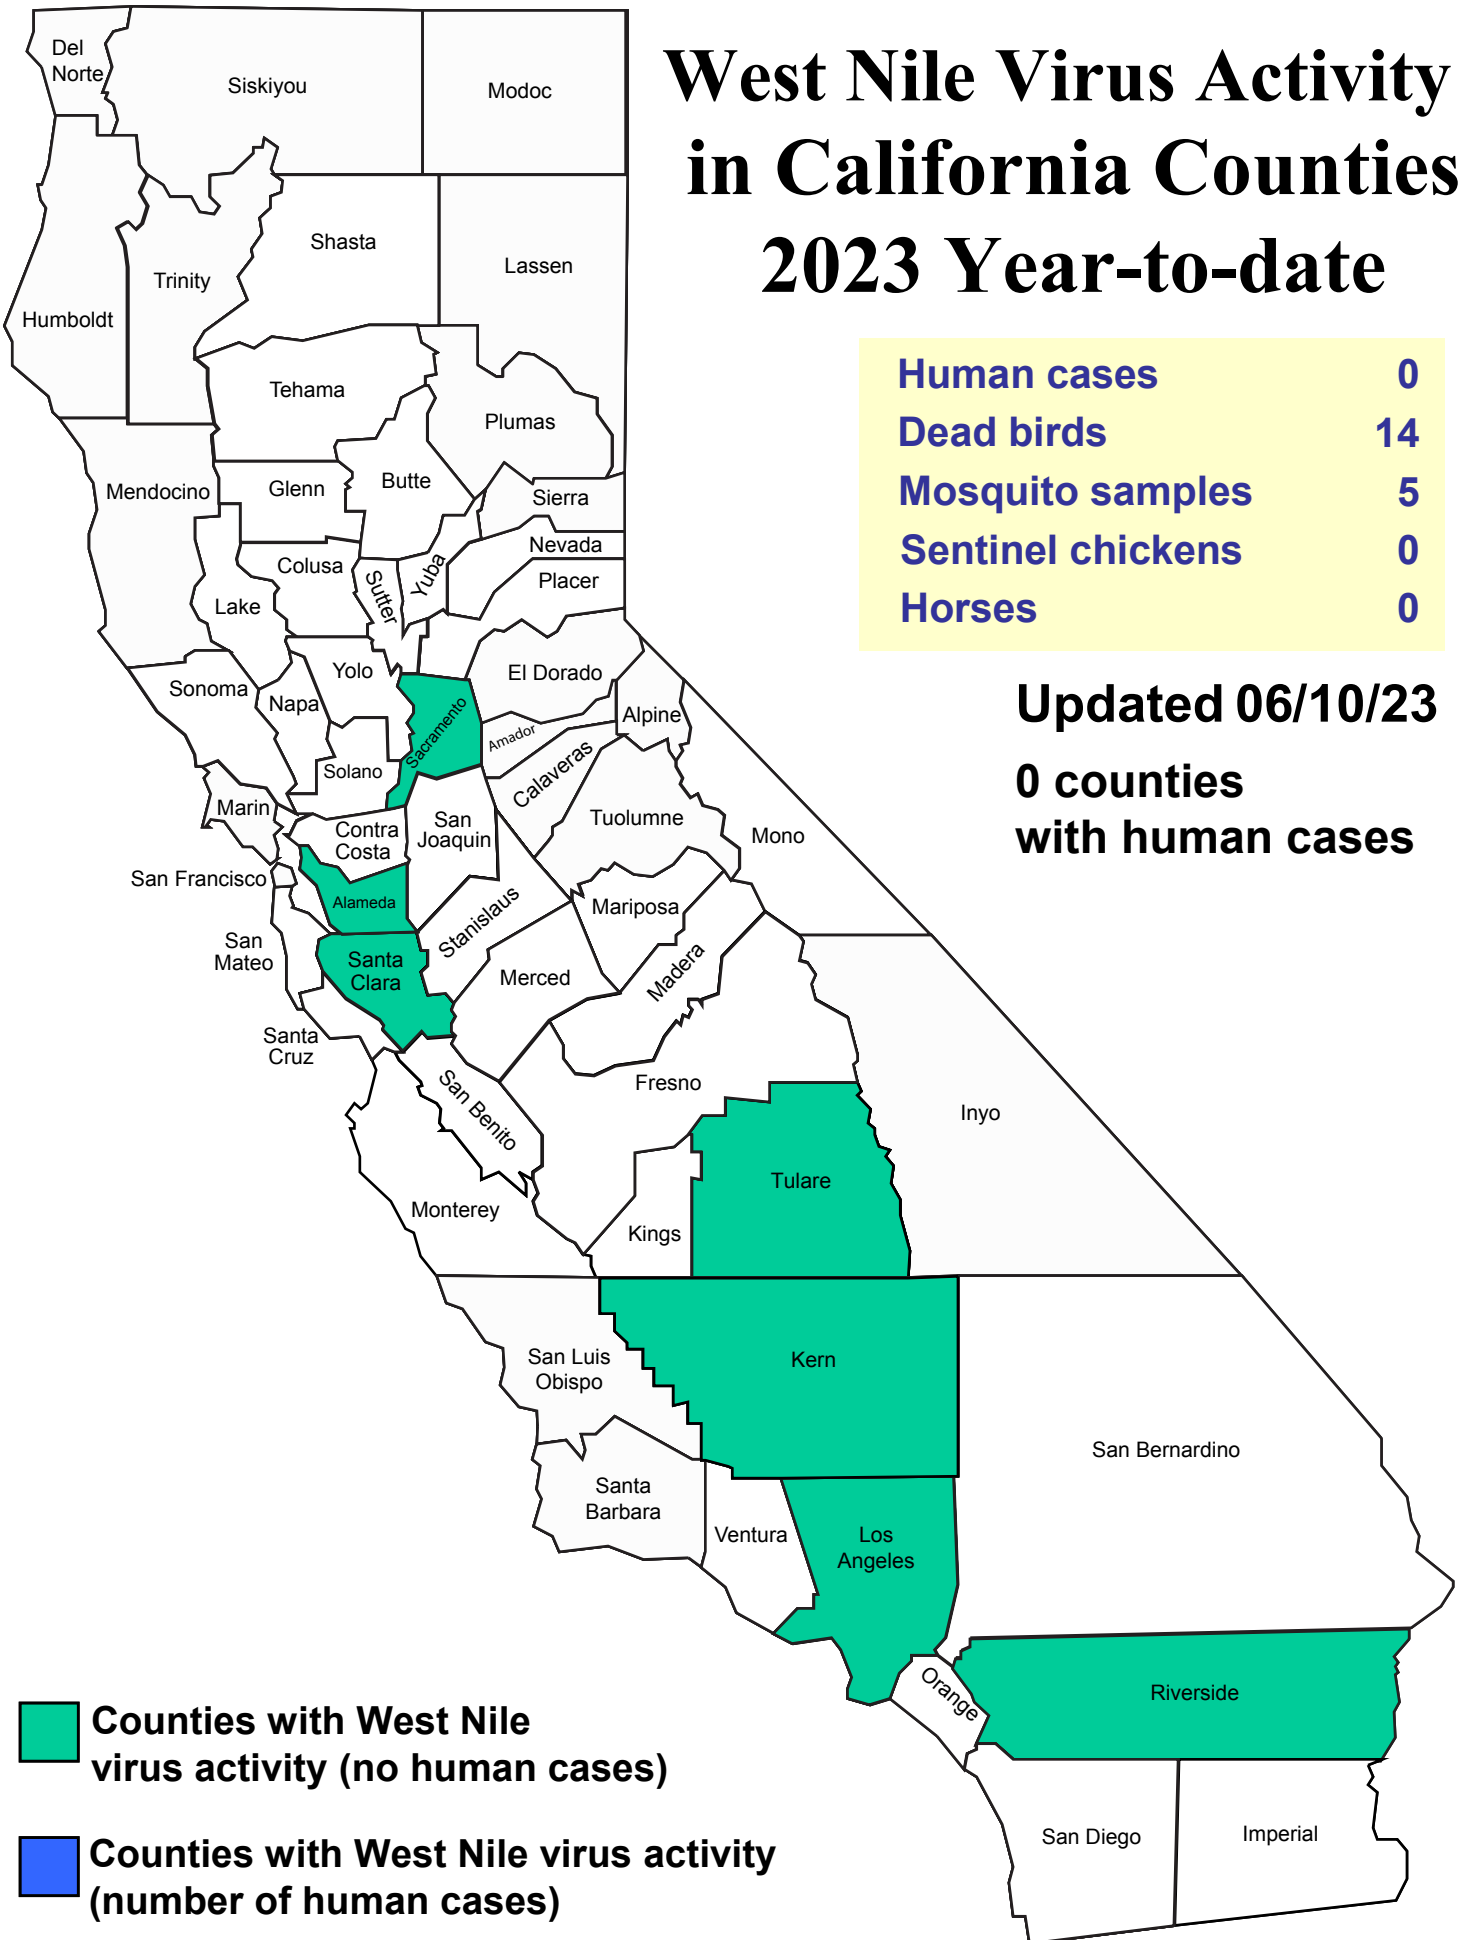 West Nile Virus Activity
in California Counties
2023 Year-to-date
Human cases 0
Dead birds 14
Mosquito samples 5
Sentinel chickens 0
Horses 0
Updated 06/10/23
0 counties
with human cases
Del
Norte
Siskiyou
Modoc
Shasta
Lassen
Trinity
Humboldt
Tehama
Plumas
Mendocino
Glenn
Butte
Sierra
Nevada
Colusa
Sutter
Yuba
Placer
Lake
Sonoma
Napa
Yolo
El Dorado
Sacramento
Amador
Alpine
Solano
Calaveras
Marin
Contra
Costa
San
Joaquin
Tuolumne
Mono
San Francisco
Alameda
Stanislaus
Mariposa
San
Mateo
Santa
Clara
Merced
Madera
Santa
Cruz
San Benito
Fresno
Inyo
Monterey
Kings
Tulare
San Luis
Obispo
Kern
San Bernardino
Santa
Barbara
Ventura
Los
Angeles
Orange
Riverside
San Diego
Imperial
Counties with West Nile
virus activity (no human cases)
Counties with West Nile virus activity
(number of human cases)